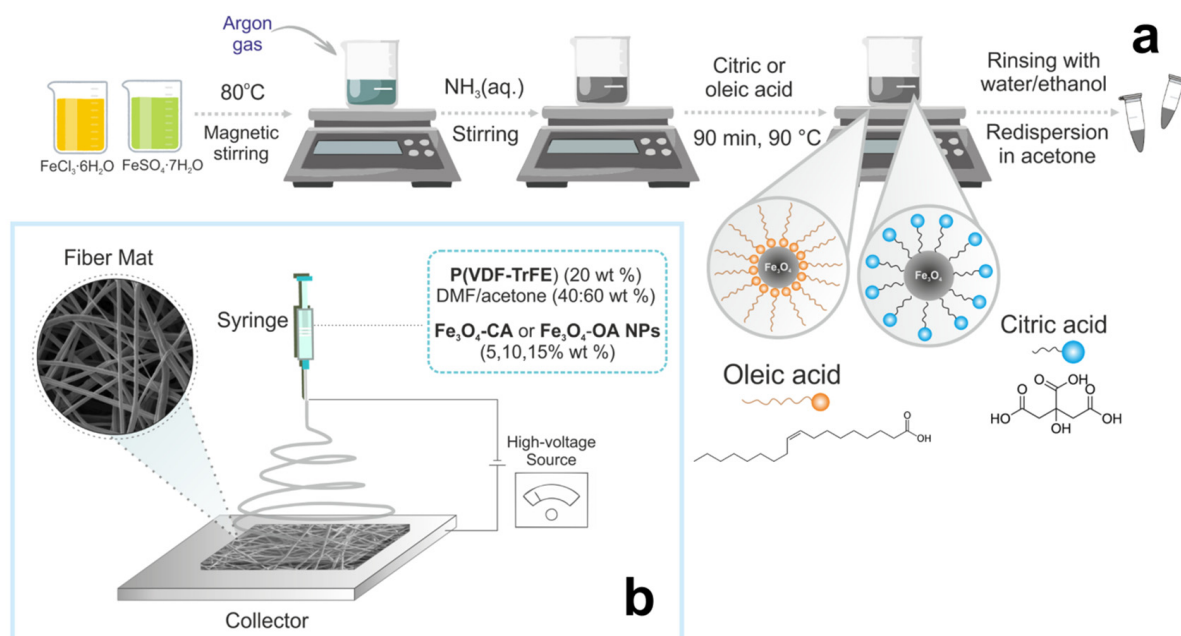 a
Argon
gas
FeCl₃·6H₂O
FeSO₄·7H₂O
80°C
Magnetic
stirring
NH₃(aq.)
Stirring
Citric or
oleic acid
90 min, 90 °C
Rinsing with
water/ethanol
Redispersion
in acetone
Fe₃O₄
Fe₃O₄
Oleic acid
O
OH
Citric acid
O
OH
O
O
HO
OH
OH
Fiber Mat
Syringe
P(VDF-TrFE) (20 wt %)
DMF/acetone (40:60 wt %)
Fe₃O₄-CA or Fe₃O₄-OA NPs
(5,10,15% wt %)
High-voltage
Source
Collector
b